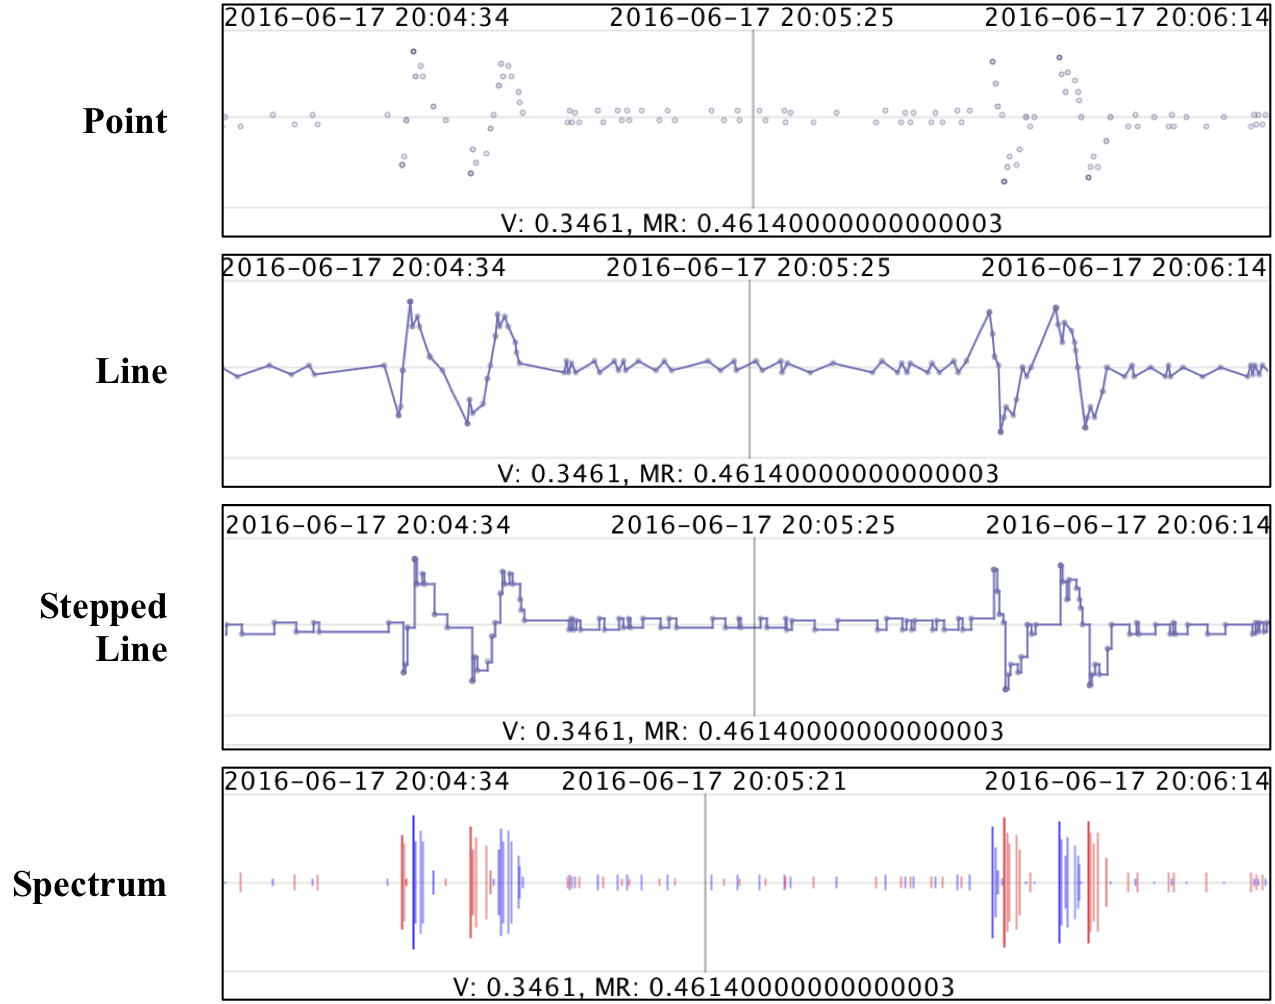 2016-06-17 20:04:34 2016-06-17 20:05:25 2016-06-17 20:06:14
Point
V: 0.3461, MR: 0.46140000000000003
2016-06-17 20:04:34 2016-06-17 20:05:25 2016-06-17 20:06:14
Line
V: 0.3461, MR: 0.46140000000000003
2016-06-17 20:04:34 2016-06-17 20:05:25 2016-06-17 20:06:14
Stepped
Line
V: 0.3461, MR: 0.46140000000000003
2016-06-17 20:04:34 2016-06-17 20:05:21 2016-06-17 20:06:14
Spectrum
V: 0.3461, MR: 0.46140000000000003